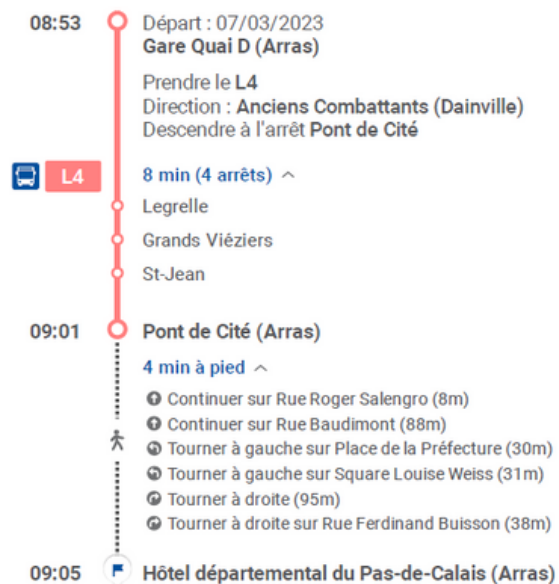 08:53 Départ : 07/03/2023
Gare Quai D (Arras)
Prendre le L4
Direction : Anciens Combattants (Dainville)
Descendre à l'arrêt Pont de Cité
L4 8 min (4 arrêts)
Legrelle
Grands Viéziers
St-Jean
09:01 Pont de Cité (Arras)
4 min à pied
Continuer sur Rue Roger Salengro (8m)
Continuer sur Rue Baudimont (88m)
Tourner à gauche sur Place de la Préfecture (30m)
Tourner à gauche sur Square Louise Weiss (31m)
Tourner à droite (95m)
Tourner à droite sur Rue Ferdinand Buisson (38m)
09:05 Hôtel départemental du Pas-de-Calais (Arras)